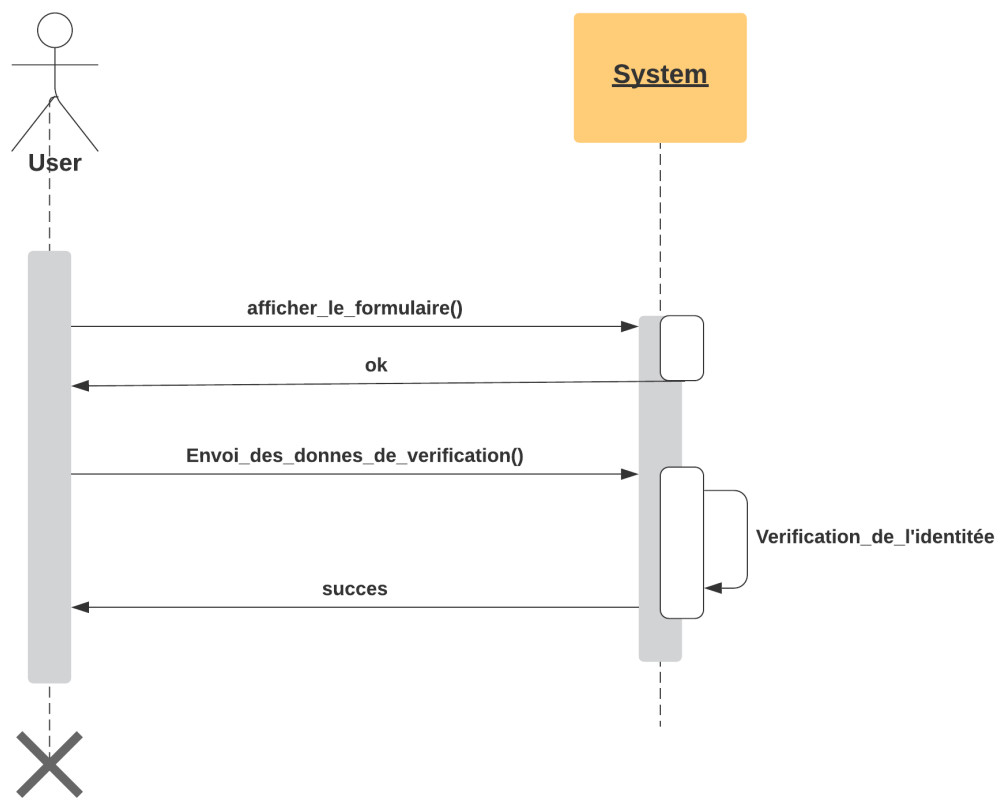 User
System
afficher_le_formulaire()
ok
Envoi_des_donnes_de_verification()
Verification_de_l'identitée
succes